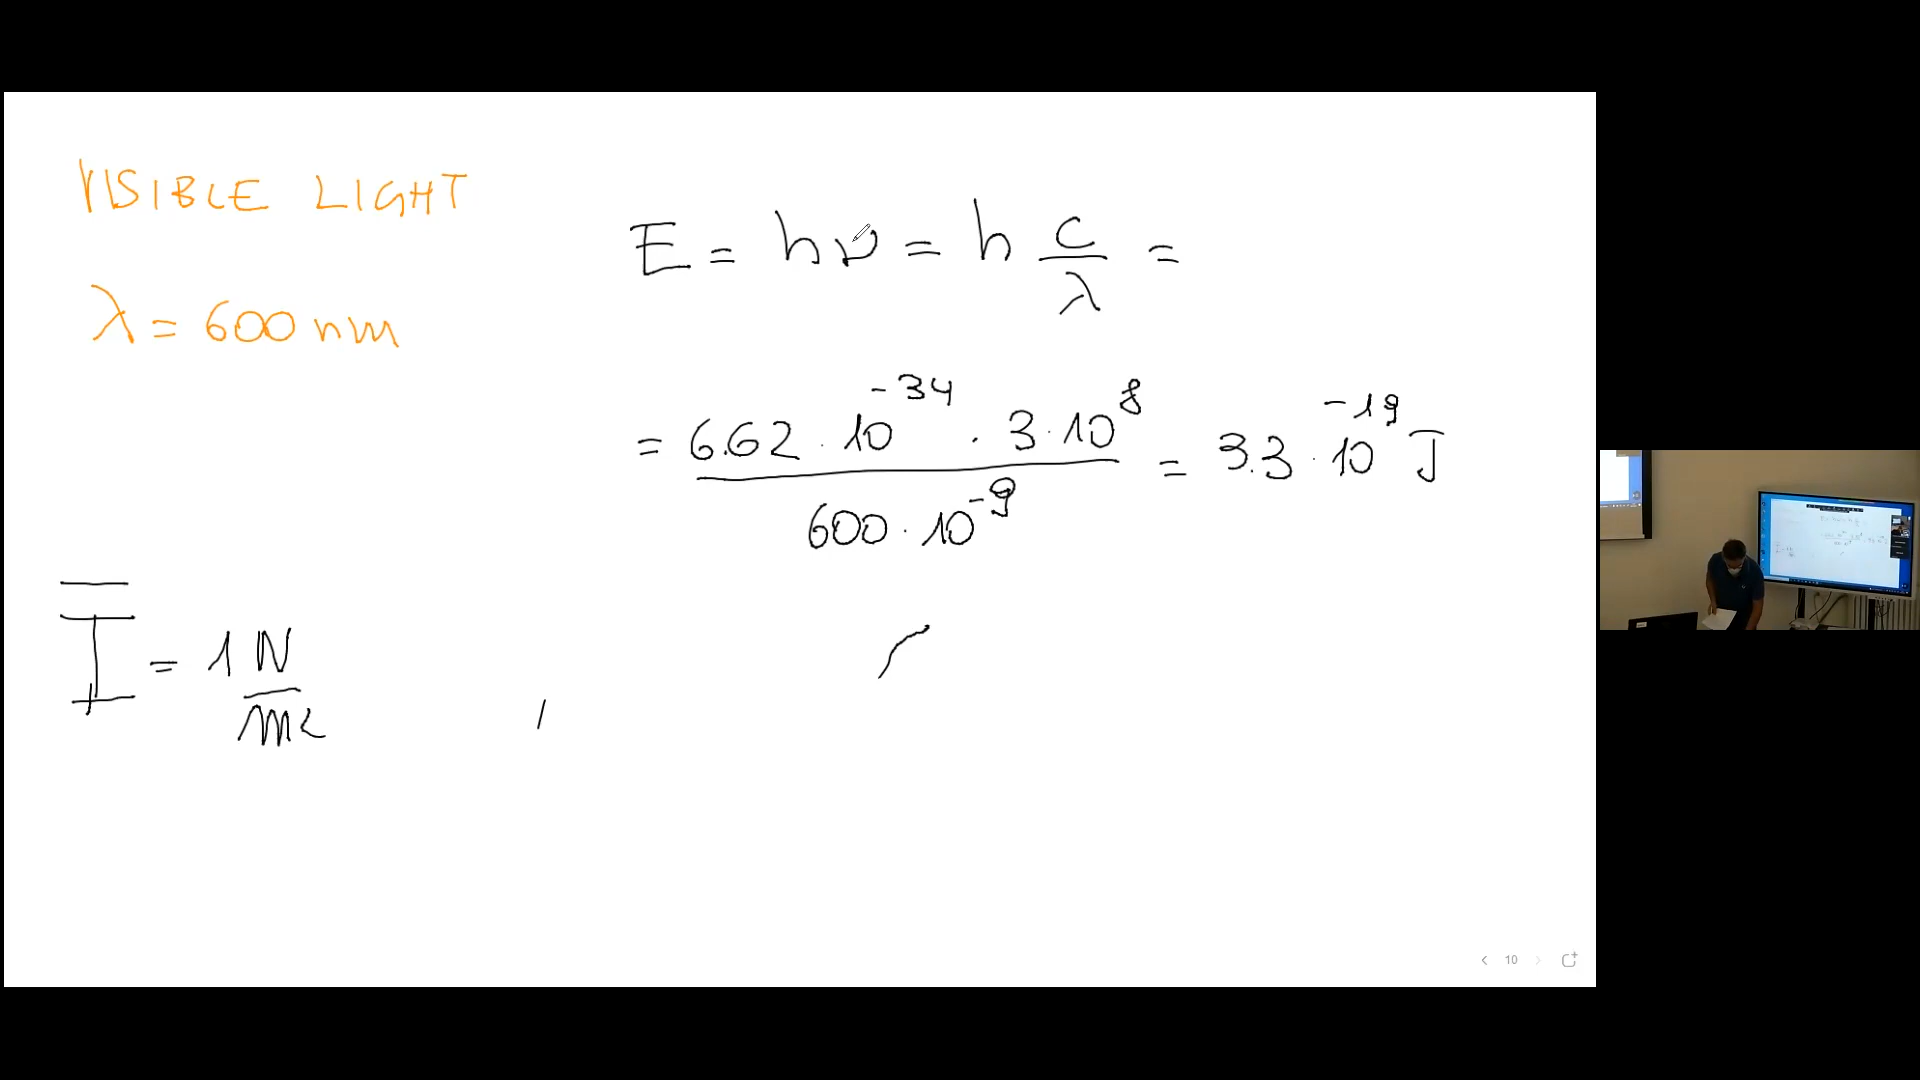 VISIBLE LIGHT
λ = 600 nm
E = hν = h c/λ =
= 6.62 · 10^-34 · 3 · 10^8 / 600 · 10^-9 = 3.3 · 10^-19 J
I = 1 N/m2
10